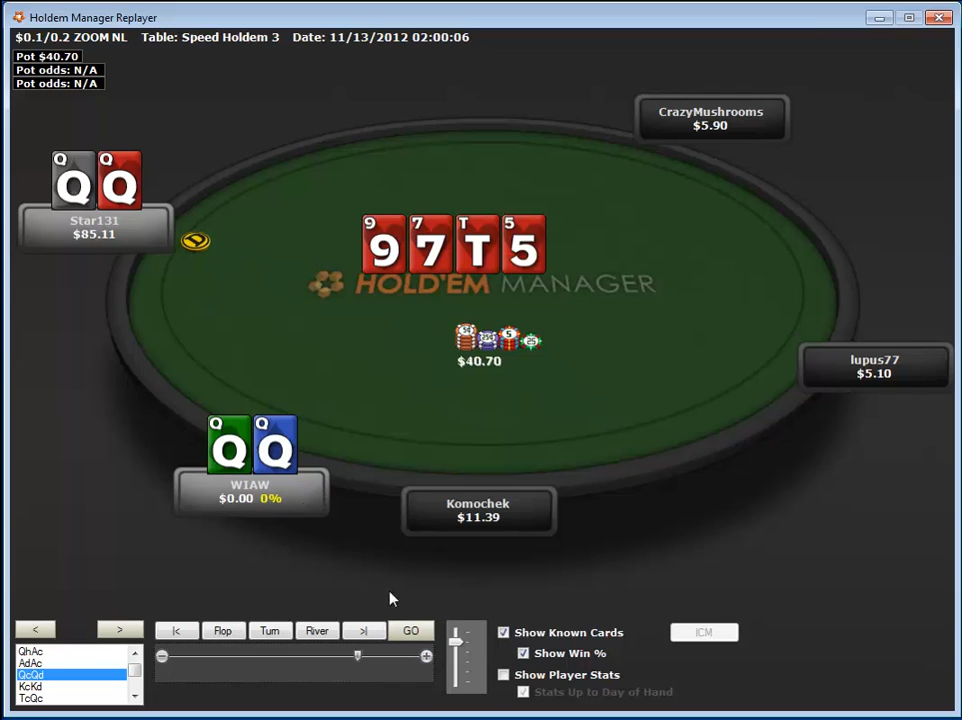 Holdem Manager Replayer
$0.1/0.2 ZOOM NL Table: Speed Holdem 3 Date: 11/13/2012 02:00:06
Pot $40.70
Pot odds: N/A
Pot odds: N/A
CrazyMushrooms
$5.90
Q Q
Q Q
Star131
$85.11
D
9 7 T 5
9 7 T 5
HOLD'EM MANAGER
$40.70
lupus77
$5.10
Q Q
Q Q
WIAW
$0.00 0%
Komochek
$11.39
< >
|< Flop Turn River >| GO
Show Known Cards
ICM
Show Win %
Show Player Stats
Stats Up to Day of Hand
QhAc
AdAc
QcQd
KcKd
TcQc